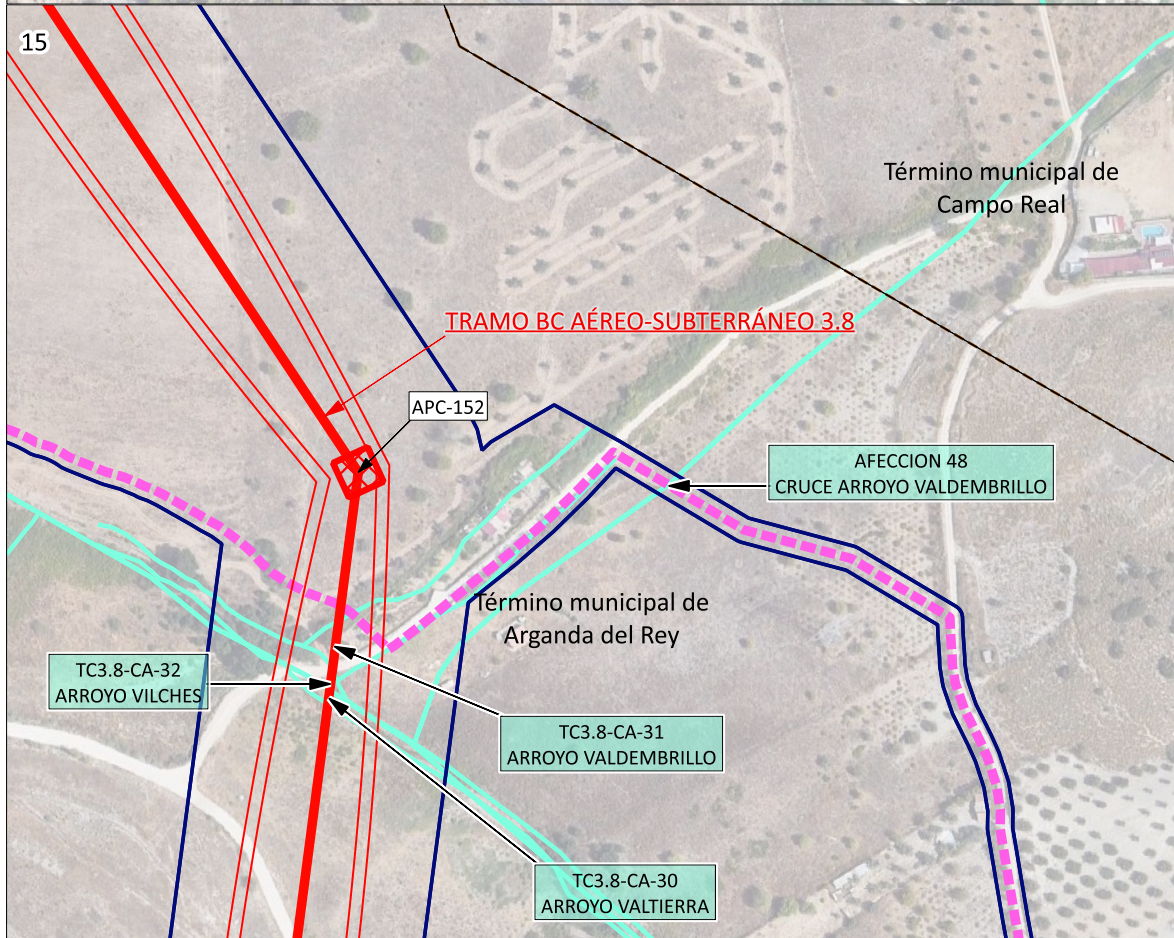 15
Término municipal de
Campo Real
TRAMO BC AÉREO-SUBTERRÁNEO 3.8
APC-152
AFECCION 48
CRUCE ARROYO VALDEMBRILLO
Término municipal de
Arganda del Rey
TC3.8-CA-32
ARROYO VILCHES
TC3.8-CA-31
ARROYO VALDEMBRILLO
TC3.8-CA-30
ARROYO VALTIERRA